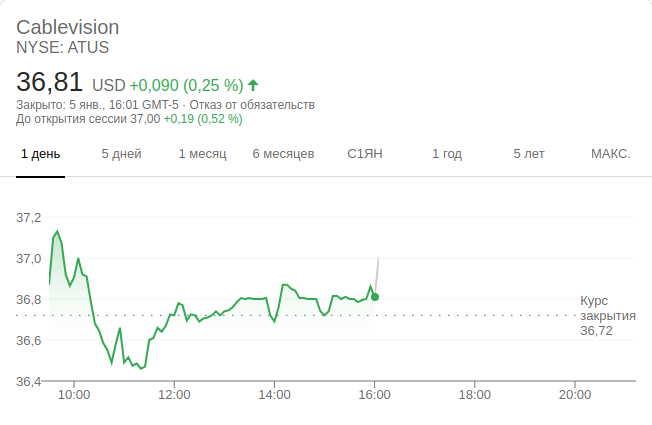 Cablevision
NYSE: ATUS
36,81 USD +0,090 (0,25 %)
Закрыто: 5 янв., 16:01 GMT-5 · Отказ от обязательств
До открытия сессии 37,00 +0,19 (0,52 %)
1 день 5 дней 1 месяц 6 месяцев С1ЯН 1 год 5 лет МАКС.
37,2
37,0
36,8
Курс
закрытия
36,72
36,6
36,4
10:00 12:00 14:00 16:00 18:00 20:00